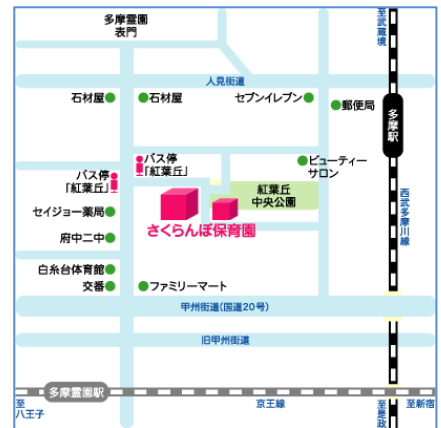 多摩霊園
表門
至武蔵境
人見街道
石材屋
石材屋
セブンイレブン
郵便局
多摩駅
バス停
「紅葉丘」
ビューティー
サロン
バス停
「紅葉丘」
紅葉丘
中央公園
西武多摩川線
セイジョー薬局
さくらんぼ保育園
府中二中
白糸台体育館
交番
ファミリーマート
甲州街道(国道20号)
旧甲州街道
多摩霊園駅
至
八王子
京王線
至是政
至新宿